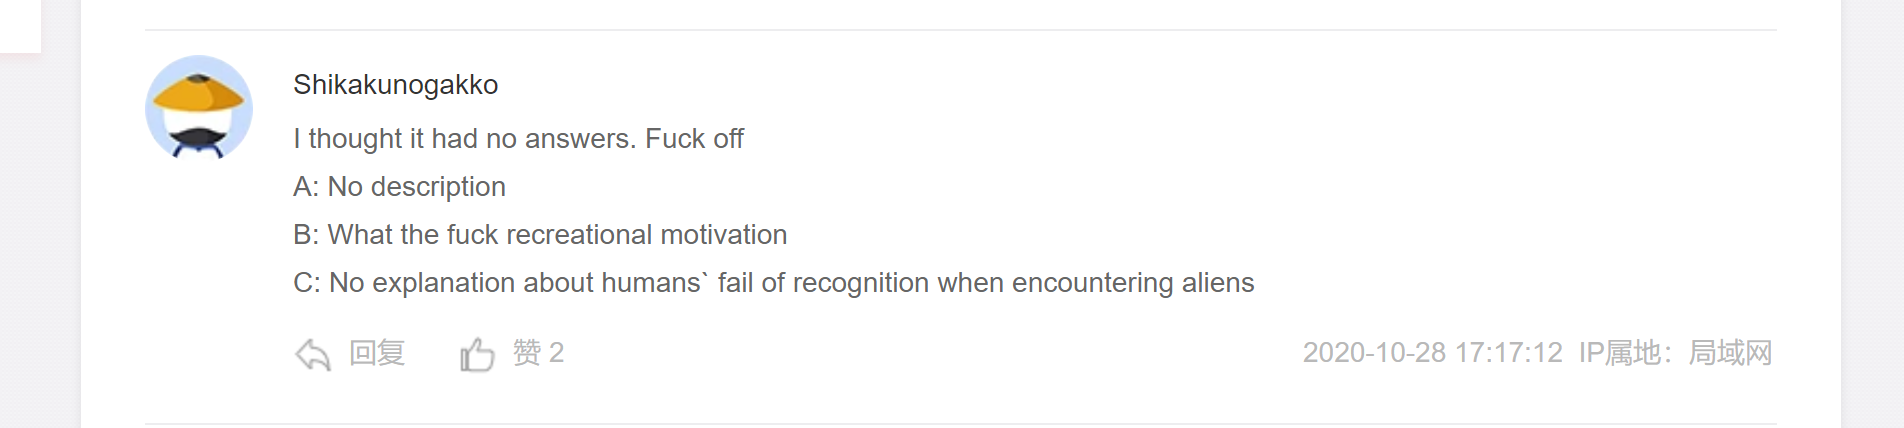 Shikakunogakko
I thought it had no answers. Fuck off
A: No description
B: What the fuck recreational motivation
C: No explanation about humans` fail of recognition when encountering aliens
回复 赞 2 2020-10-28 17:17:12 IP属地：局域网